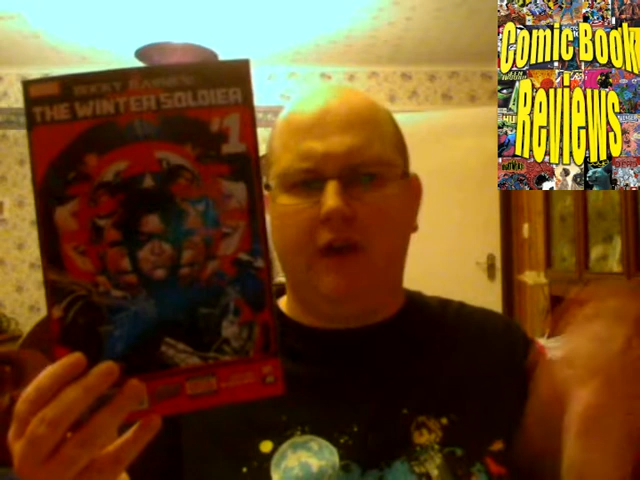 BUCKY BARNES:
THE WINTER SOLDIER
#1
Comic Book
Reviews